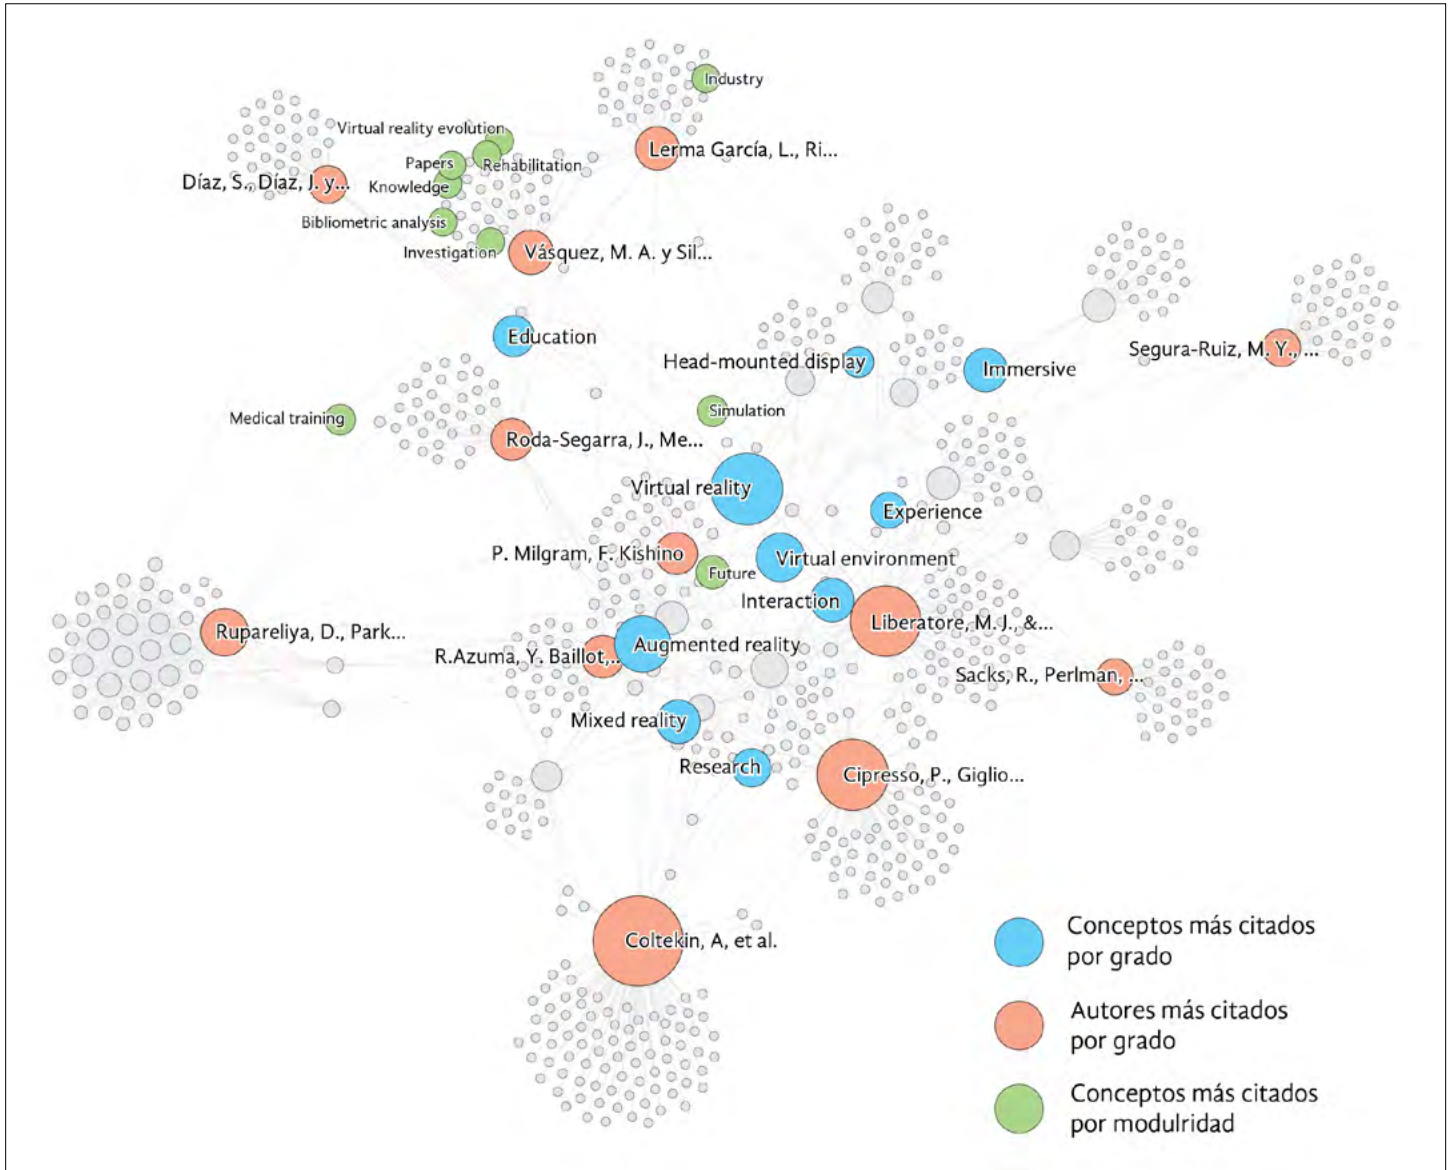 Industry
Virtual reality evolution
Lerma García, L., Ri...
Papers
Rehabilitation
Díaz, S., Díaz, J. y...
Knowledge
Bibliometric analysis
Investigation
Vásquez, M. A. y Sil...
Education
Head-mounted display
Immersive
Segura-Ruiz, M. Y., ...
Medical training
Simulation
Roda-Segarra, J., Me...
Virtual reality
Experience
P. Milgram, F. Kishino
Virtual environment
Future
Interaction
Rupareliya, D., Park...
Liberatore, M. J., &...
Augmented reality
R.Azuma, Y. Baillot,...
Sacks, R., Perlman, ...
Mixed reality
Research
Cipresso, P., Giglio...
Coltekin, A, et al.
Conceptos más citados
por grado
Autores más citados
por grado
Conceptos más citados
por modulridad